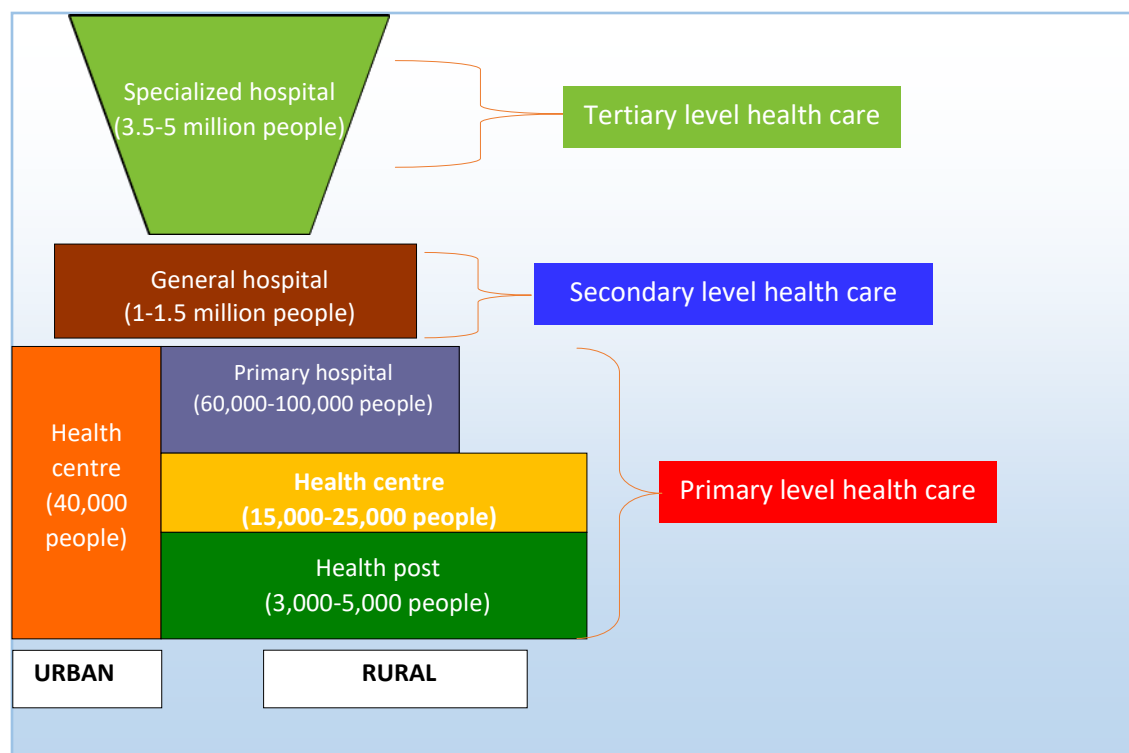 Specialized hospital
(3.5-5 million people)
Tertiary level health care
General hospital
(1-1.5 million people)
Secondary level health care
Health
centre
(40,000
people)
Primary hospital
(60,000-100,000 people)
Health centre
(15,000-25,000 people)
Health post
(3,000-5,000 people)
Primary level health care
URBAN
RURAL